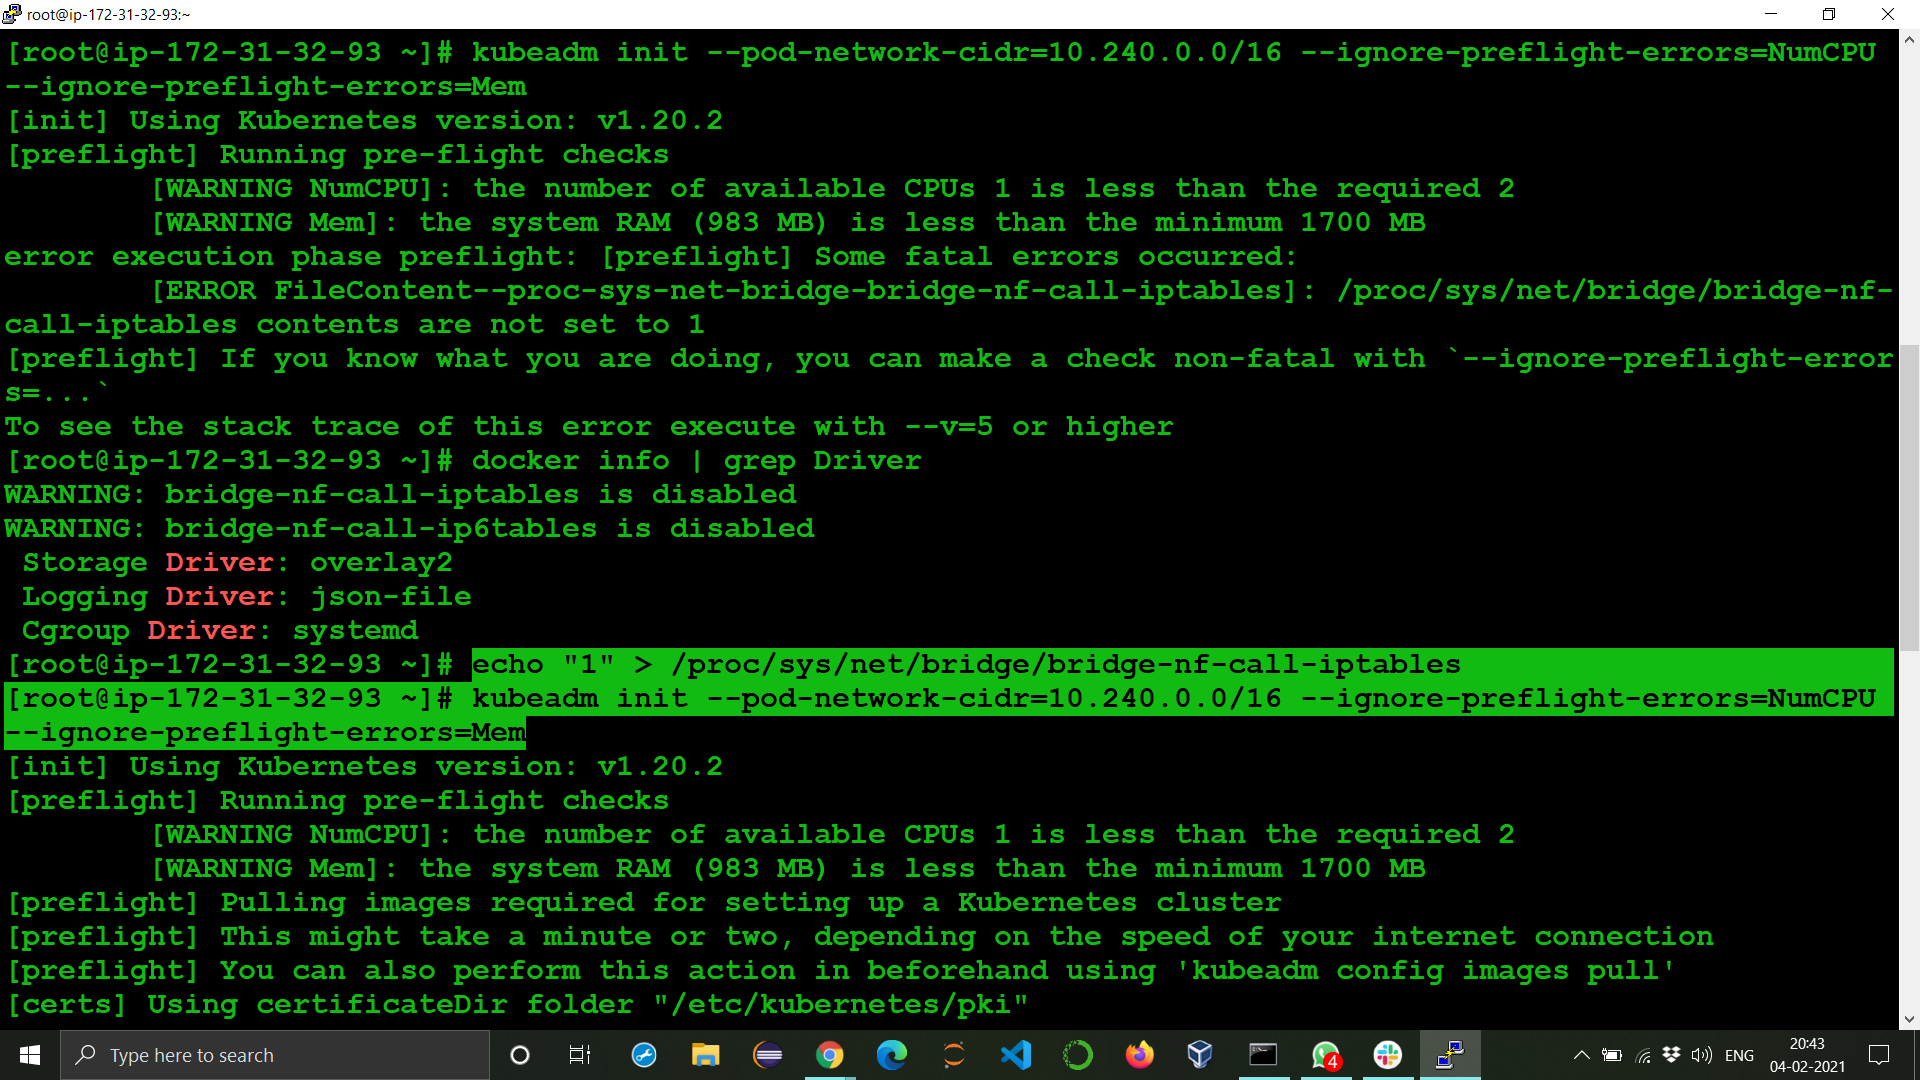 root@ip-172-31-32-93:~
[root@ip-172-31-32-93 ~]# kubeadm init --pod-network-cidr=10.240.0.0/16 --ignore-preflight-errors=NumCPU
--ignore-preflight-errors=Mem
[init] Using Kubernetes version: v1.20.2
[preflight] Running pre-flight checks
[WARNING NumCPU]: the number of available CPUs 1 is less than the required 2
[WARNING Mem]: the system RAM (983 MB) is less than the minimum 1700 MB
error execution phase preflight: [preflight] Some fatal errors occurred:
[ERROR FileContent--proc-sys-net-bridge-bridge-nf-call-iptables]: /proc/sys/net/bridge/bridge-nf-
call-iptables contents are not set to 1
[preflight] If you know what you are doing, you can make a check non-fatal with `--ignore-preflight-error
s=...`
To see the stack trace of this error execute with --v=5 or higher
[root@ip-172-31-32-93 ~]# docker info | grep Driver
WARNING: bridge-nf-call-iptables is disabled
WARNING: bridge-nf-call-ip6tables is disabled
Storage Driver: overlay2
Logging Driver: json-file
Cgroup Driver: systemd
[root@ip-172-31-32-93 ~]# echo "1" > /proc/sys/net/bridge/bridge-nf-call-iptables
[root@ip-172-31-32-93 ~]# kubeadm init --pod-network-cidr=10.240.0.0/16 --ignore-preflight-errors=NumCPU
--ignore-preflight-errors=Mem
[init] Using Kubernetes version: v1.20.2
[preflight] Running pre-flight checks
[WARNING NumCPU]: the number of available CPUs 1 is less than the required 2
[WARNING Mem]: the system RAM (983 MB) is less than the minimum 1700 MB
[preflight] Pulling images required for setting up a Kubernetes cluster
[preflight] This might take a minute or two, depending on the speed of your internet connection
[preflight] You can also perform this action in beforehand using 'kubeadm config images pull'
[certs] Using certificateDir folder "/etc/kubernetes/pki"
Type here to search
4
ENG
20:43
04-02-2021